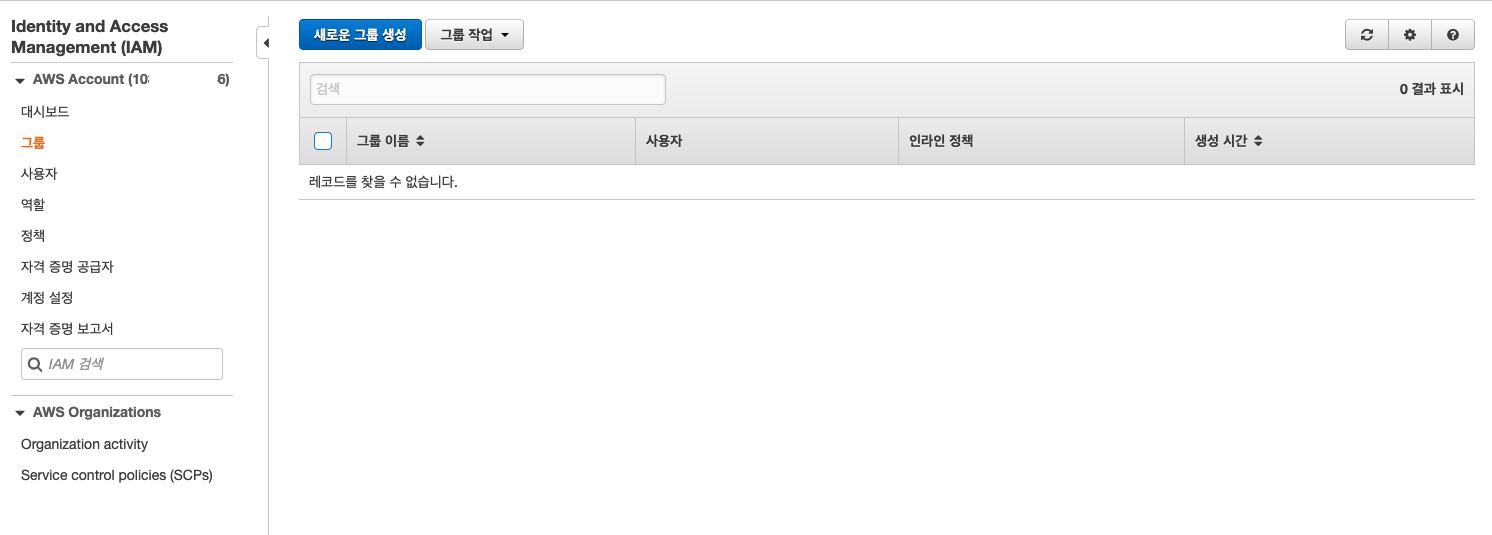 Identity and Access
Management (IAM)
AWS Account (10 6)
대시보드
그룹
사용자
역할
정책
자격 증명 공급자
계정 설정
자격 증명 보고서
IAM 검색
AWS Organizations
Organization activity
Service control policies (SCPs)
새로운 그룹 생성 그룹 작업
검색 0 결과 표시
그룹 이름 사용자 인라인 정책 생성 시간
레코드를 찾을 수 없습니다.